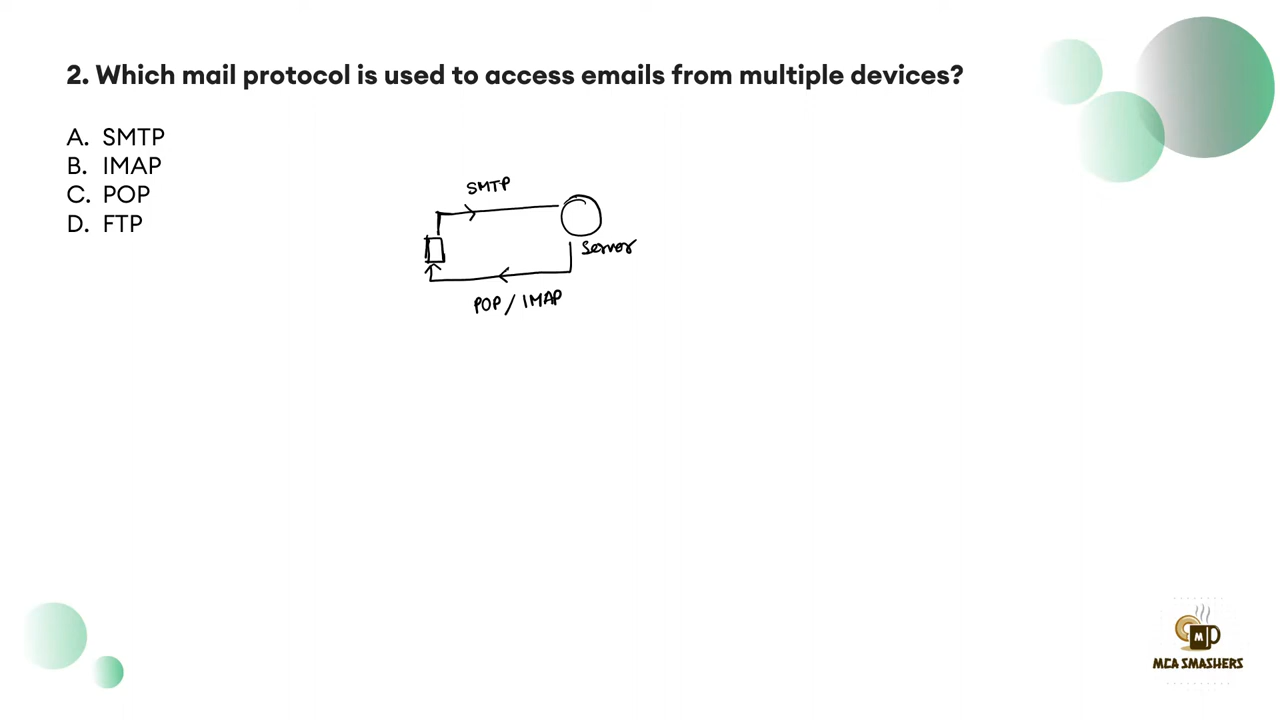 2. Which mail protocol is used to access emails from multiple devices?
A. SMTP
B. IMAP
C. POP
D. FTP
SMTP
Server
POP / IMAP
M
MCA SMASHERS